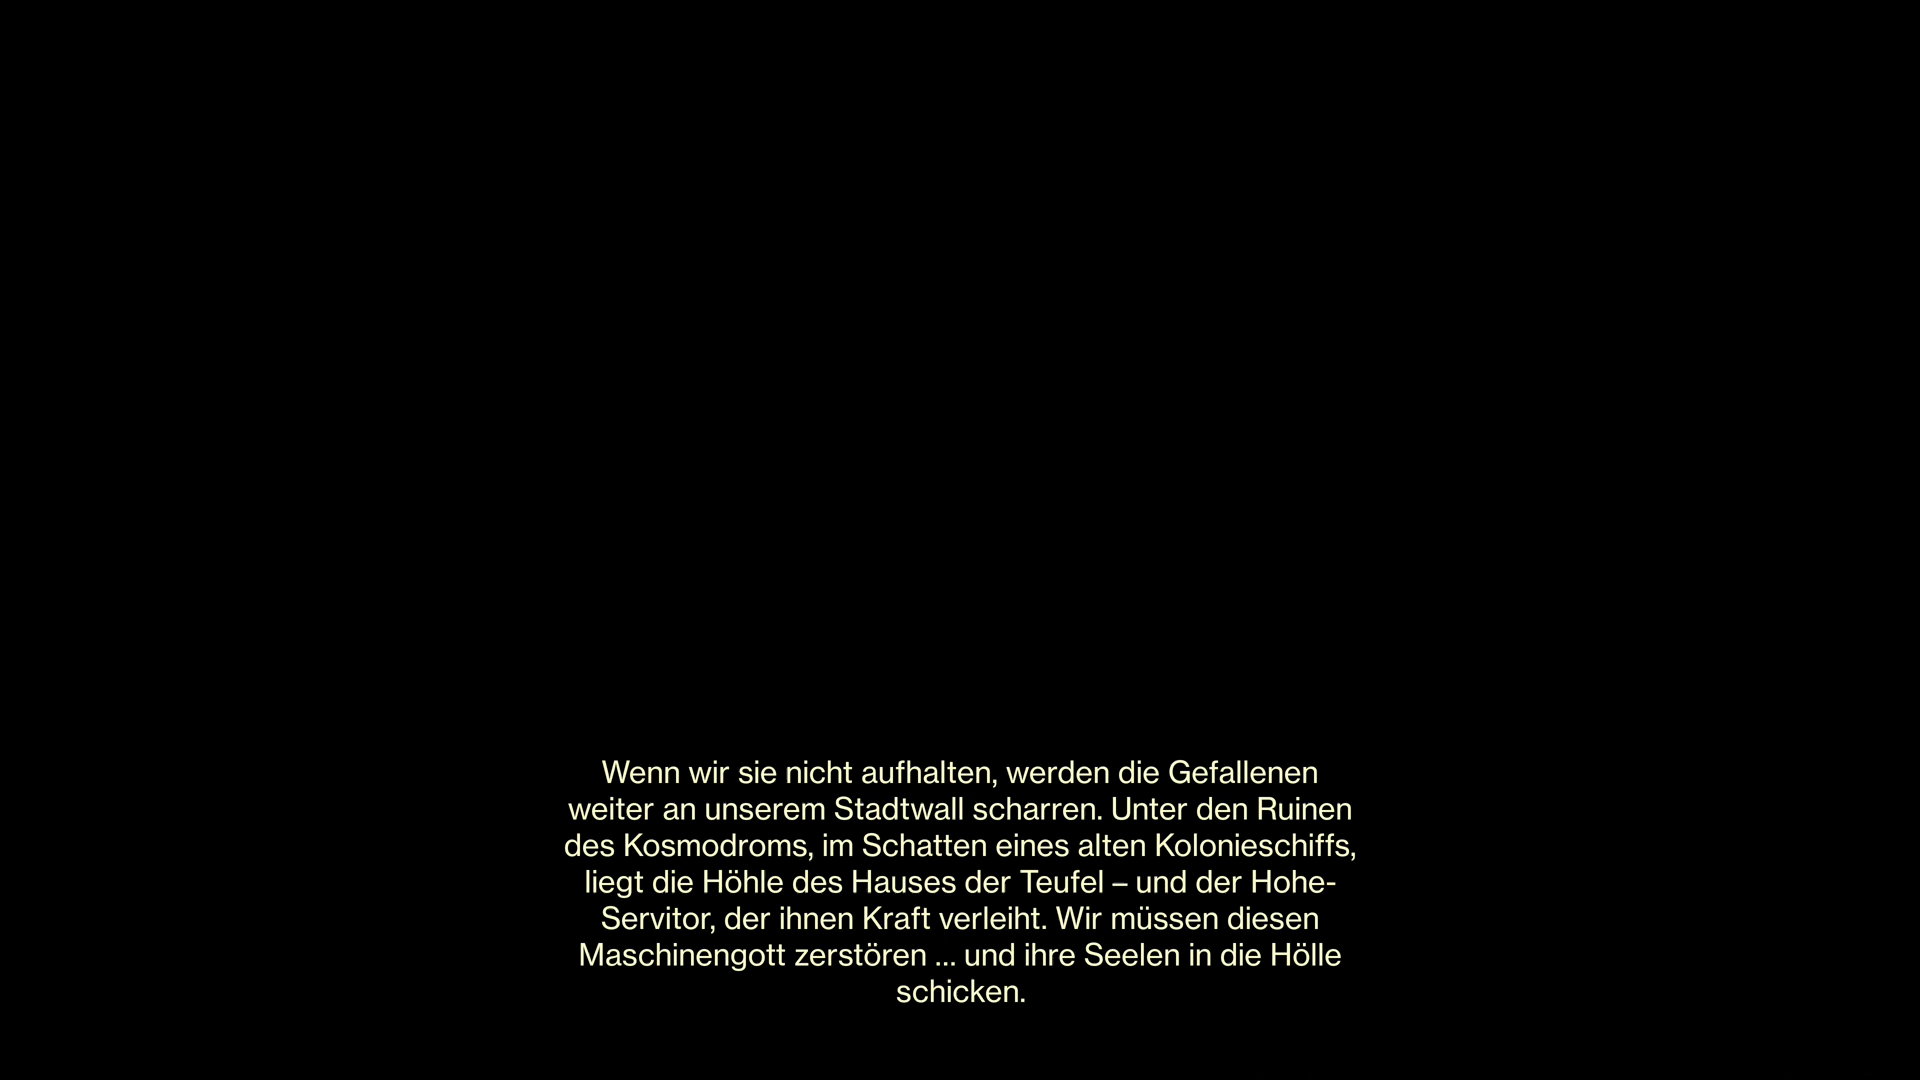 Wenn wir sie nicht aufhalten, werden die Gefallenen
weiter an unserem Stadtwall scharren. Unter den Ruinen
des Kosmodroms, im Schatten eines alten Kolonieschiffs,
liegt die Höhle des Hauses der Teufel – und der Hohe-
Servitor, der ihnen Kraft verleiht. Wir müssen diesen
Maschinengott zerstören ... und ihre Seelen in die Hölle
schicken.